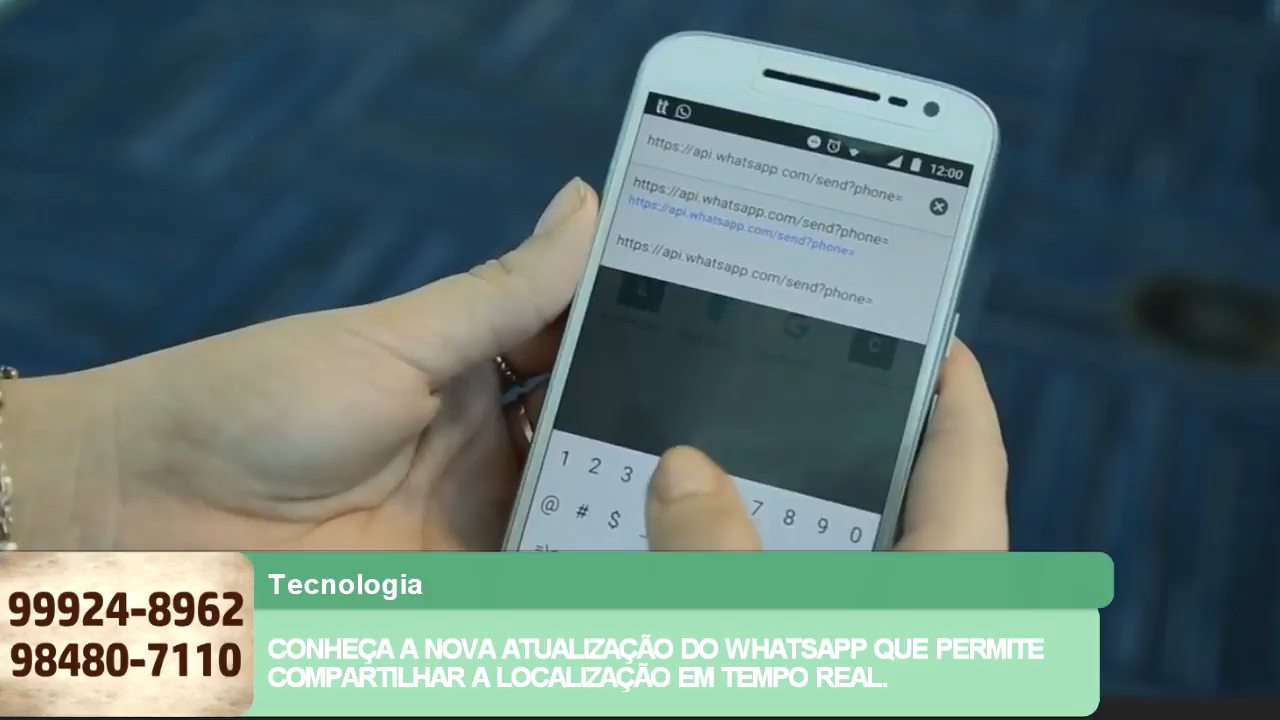 12:00
https://api.whatsapp.com/send?phone=
https://api.whatsapp.com/send?phone=
https://api.whatsapp.com/send?phone=
https://api.whatsapp.com/send?phone=
1 2 3 7 8 9 0
@ # $
Tecnologia
99924-8962
98480-7110
CONHEÇA A NOVA ATUALIZAÇÃO DO WHATSAPP QUE PERMITE
COMPARTILHAR A LOCALIZAÇÃO EM TEMPO REAL.